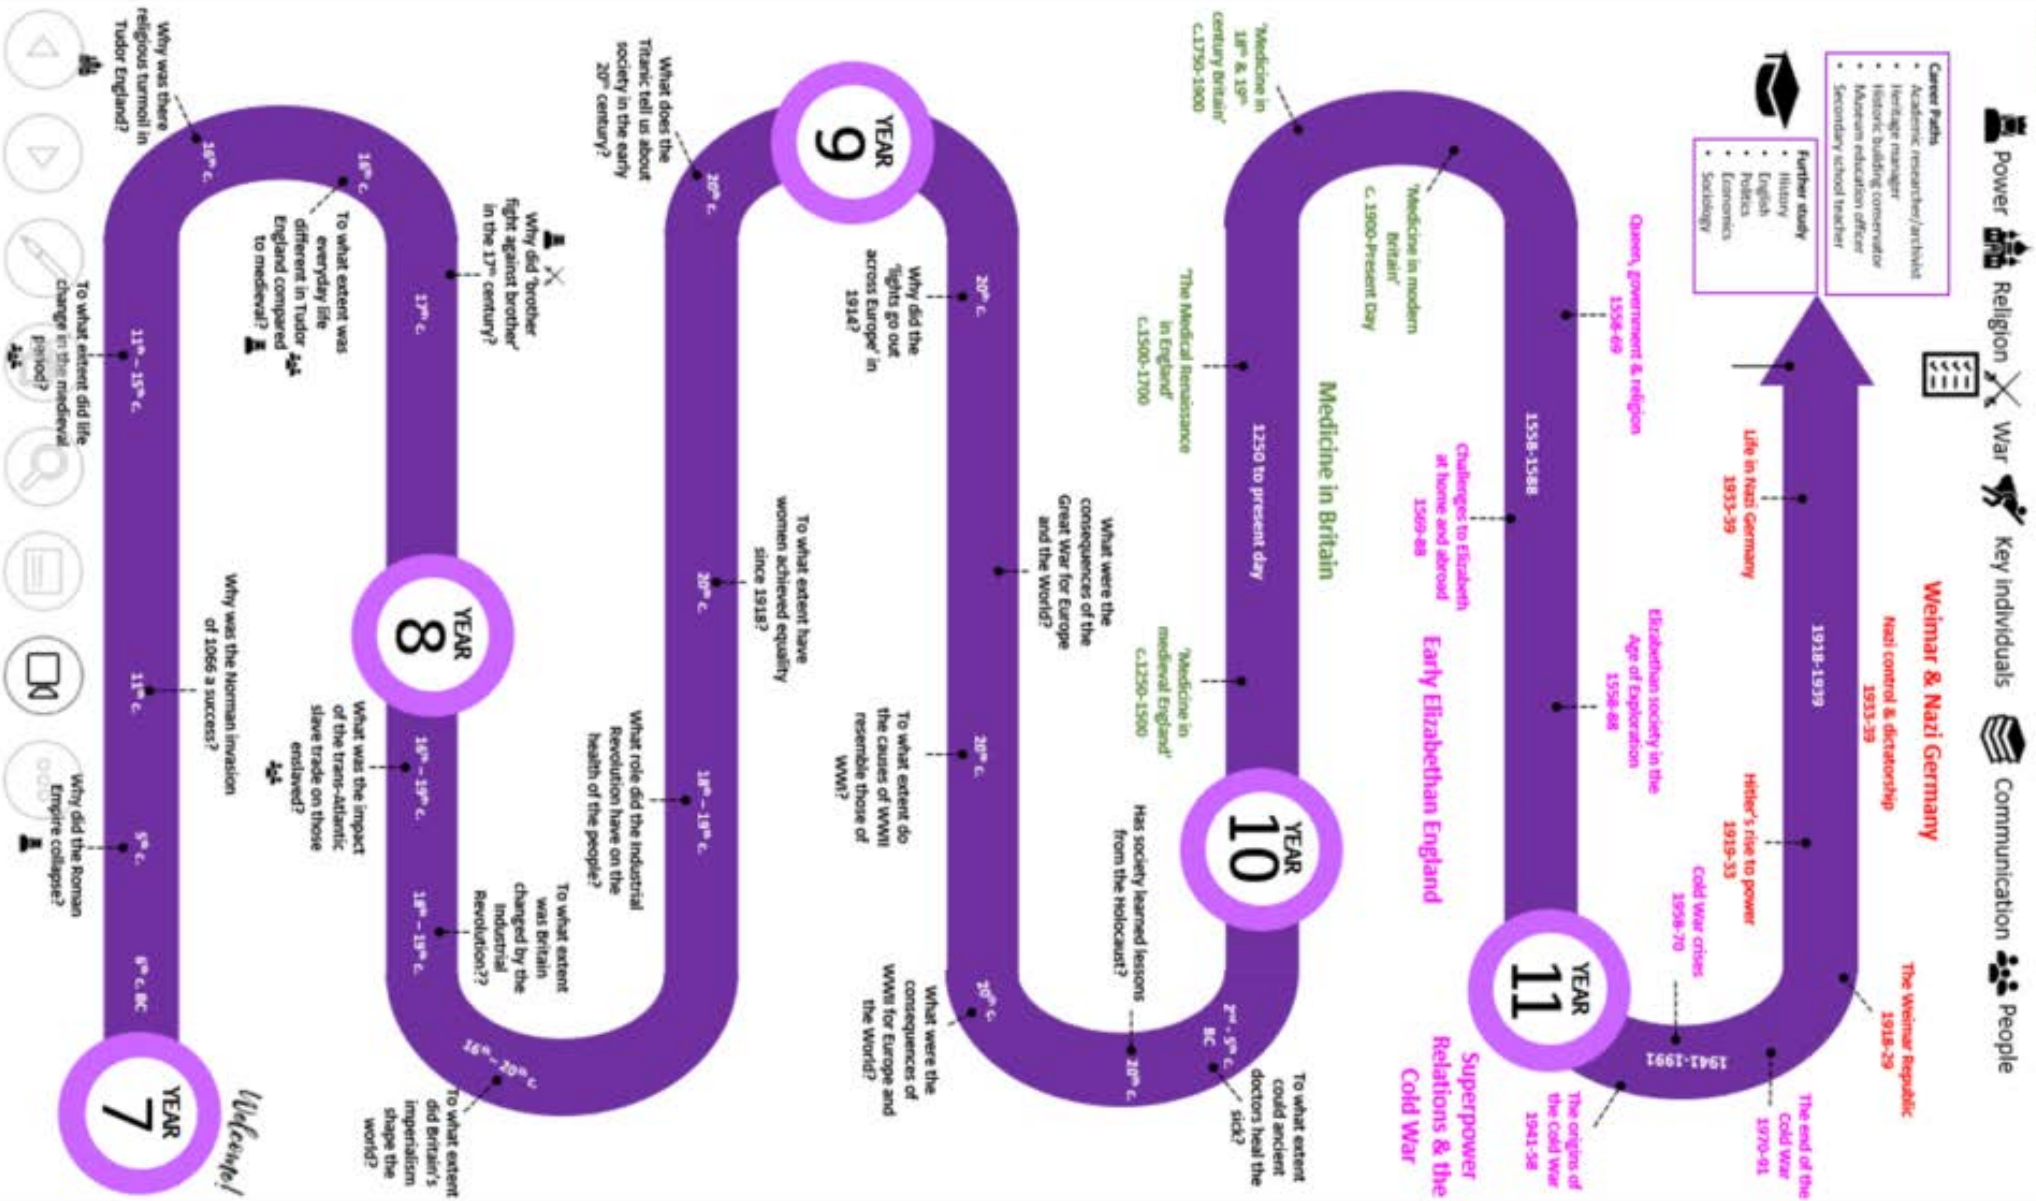 Power Religion War Key individuals Communication People
Career Paths
• Academic researcher/archivist
• Heritage manager
• Historic building conservator
• Museum education officer
• Secondary school teacher
Further study
• History
• English
• Politics
• Economics
• Sociology
Weimar & Nazi Germany
Nazi control & dictatorship
1933-39
The Weimar Republic
1918-29
1918-1939
Life in Nazi Germany
1933-39
Hitler's rise to power
1919-33
The end of the
Cold War
1970-91
Cold War crises
1958-70
1941-1991
The origins of
the Cold War
1941-58
Superpower
Relations & the
Cold War
YEAR
11
Queen, government & religion
1558-69
Elizabethan society in the
Age of Exploration
1558-88
1558-1588
Challenges to Elizabeth
at home and abroad
1569-88
Early Elizabethan England
'Medicine in modern
Britain'
c. 1900-Present Day
Medicine in Britain
'Medicine in
18th & 19th
century Britain'
c.1750-1900
1250 to present day
'The Medical Renaissance
in England'
c.1500-1700
'Medicine in
medieval England'
c.1250-1500
YEAR
10
To what extent
could ancient
doctors heal the
sick?
2nd - 5th c.
BC
Has society learned lessons
from the Holocaust?
20th c.
What were the
consequences of the
Great War for Europe
and the World?
20th c.
20th c.
20th c.
Why did the
'lights go out
across Europe' in
1914?
To what extent do
the causes of WWII
resemble those of
WWI?
What were the
consequences of
WWII for Europe and
the World?
YEAR
9
To what extent have
women achieved equality
since 1918?
20th c.
20th c.
18th – 19th c.
What does the
Titanic tell us about
society in the early
20th century?
What role did the Industrial
Revolution have on the
health of the people?
To what extent
was Britain
changed by the
Industrial
Revolution??
16th – 20th c.
Why did 'brother
fight against brother'
in the 17th century?
YEAR
8
17th c.
16th – 19th c.
18th – 19th c.
To what extent
did Britain's
imperialism
shape the
world?
16th c.
To what extent was
everyday life
different in Tudor
England compared
to medieval?
What was the impact
of the trans-Atlantic
slave trade on those
enslaved?
16th c.
Why was there
religious turmoil in
Tudor England?
Why was the Norman invasion
of 1066 a success?
Welcome!
11th – 15th c.
11th c.
5th c.
6th c. BC
YEAR
7
To what extent did life
change in the medieval
period?
Why did the Roman
Empire collapse?